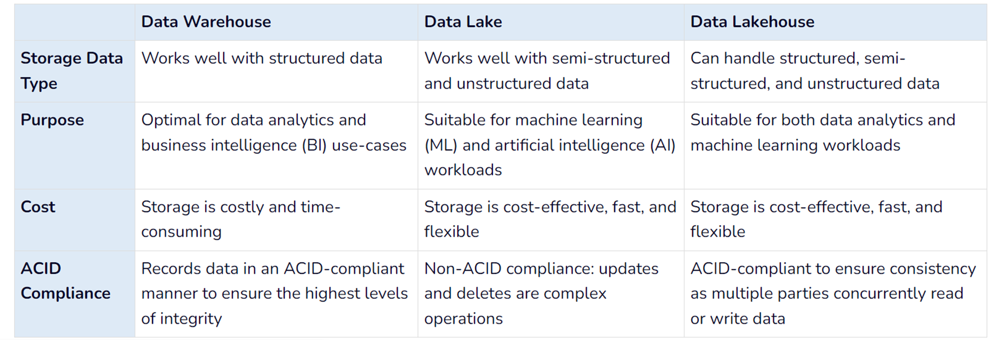 Data Warehouse
Data Lake
Data Lakehouse
Storage Data
Type
Works well with structured data
Works well with semi-structured
and unstructured data
Can handle structured, semi-
structured, and unstructured data
Purpose
Optimal for data analytics and
business intelligence (BI) use-cases
Suitable for machine learning
(ML) and artificial intelligence (AI)
workloads
Suitable for both data analytics and
machine learning workloads
Cost
Storage is costly and time-
consuming
Storage is cost-effective, fast, and
flexible
Storage is cost-effective, fast, and
flexible
ACID
Compliance
Records data in an ACID-compliant
manner to ensure the highest levels
of integrity
Non-ACID compliance: updates
and deletes are complex
operations
ACID-compliant to ensure consistency
as multiple parties concurrently read
or write data